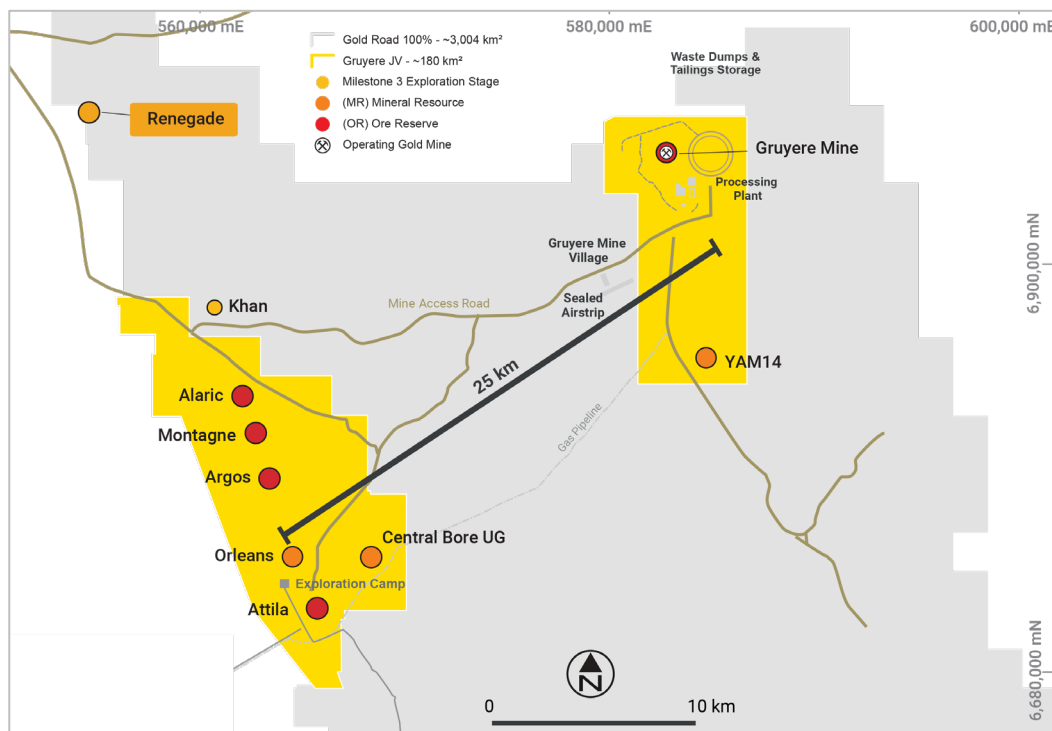 560,000 mE
580,000 mE
600,000 mE
Gold Road 100% - ~3,004 km²
Gruyere JV - ~180 km²
Milestone 3 Exploration Stage
(MR) Mineral Resource
(OR) Ore Reserve
Operating Gold Mine
Waste Dumps &
Tailings Storage
Renegade
Gruyere Mine
Processing
Plant
6,900,000 mN
Gruyere Mine
Village
Sealed
Airstrip
Khan
Mine Access Road
YAM14
25 km
Alaric
Montagne
Gas Pipeline
Argos
Orleans
Central Bore UG
Exploration Camp
Attila
N
0
10 km
6,680,000 mN